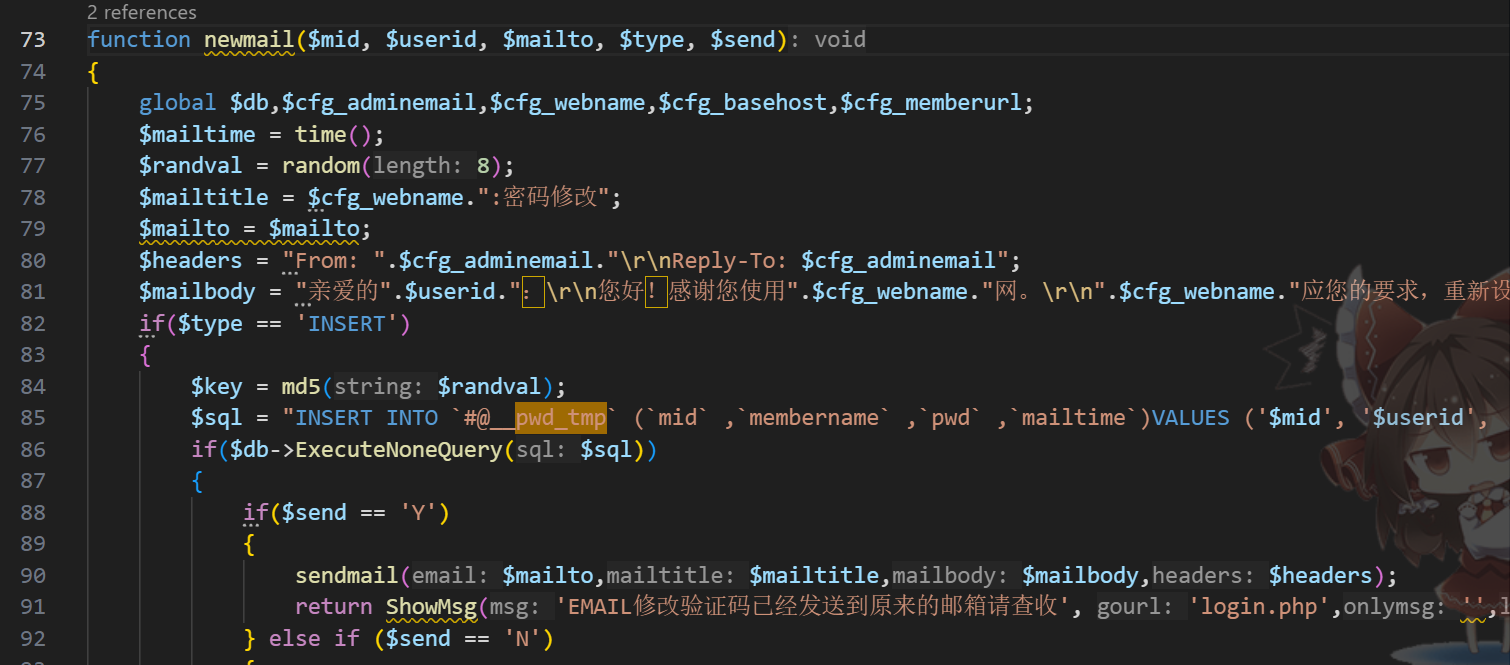 2 references
73 function newmail($mid, $userid, $mailto, $type, $send): void
74 {
75 global $db,$cfg_adminemail,$cfg_webname,$cfg_basehost,$cfg_memberurl;
76 $mailtime = time();
77 $randval = random(length: 8);
78 $mailtitle = $cfg_webname.":密码修改";
79 $mailto = $mailto;
80 $headers = "From: ".$cfg_adminemail."\r\nReply-To: $cfg_adminemail";
81 $mailbody = "亲爱的".$userid."：\r\n您好！感谢您使用".$cfg_webname."网。\r\n".$cfg_webname."应您的要求，重新设
82 if($type == 'INSERT')
83 {
84 $key = md5(string: $randval);
85 $sql = "INSERT INTO `#@__pwd_tmp` (`mid` ,`membername` ,`pwd` ,`mailtime`)VALUES ('$mid', '$userid',
86 if($db->ExecuteNoneQuery(sql: $sql))
87 {
88 if($send == 'Y')
89 {
90 sendmail(email: $mailto,mailtitle: $mailtitle,mailbody: $mailbody,headers: $headers);
91 return ShowMsg(msg: 'EMAIL修改验证码已经发送到原来的邮箱请查收', gourl: 'login.php',onlymsg: '',
92 } else if ($send == 'N')